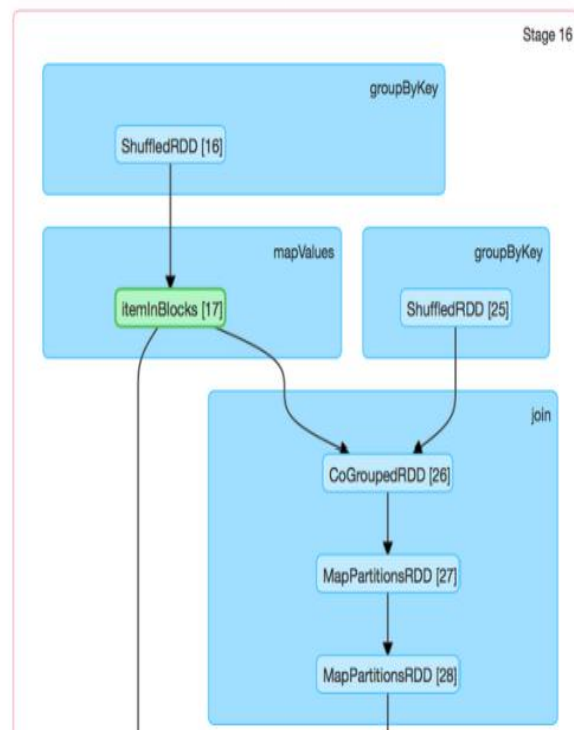 Stage 16
groupByKey
ShuffledRDD [16]
mapValues
groupByKey
itemInBlocks [17]
ShuffledRDD [25]
join
CoGroupedRDD [26]
MapPartitionsRDD [27]
MapPartitionsRDD [28]